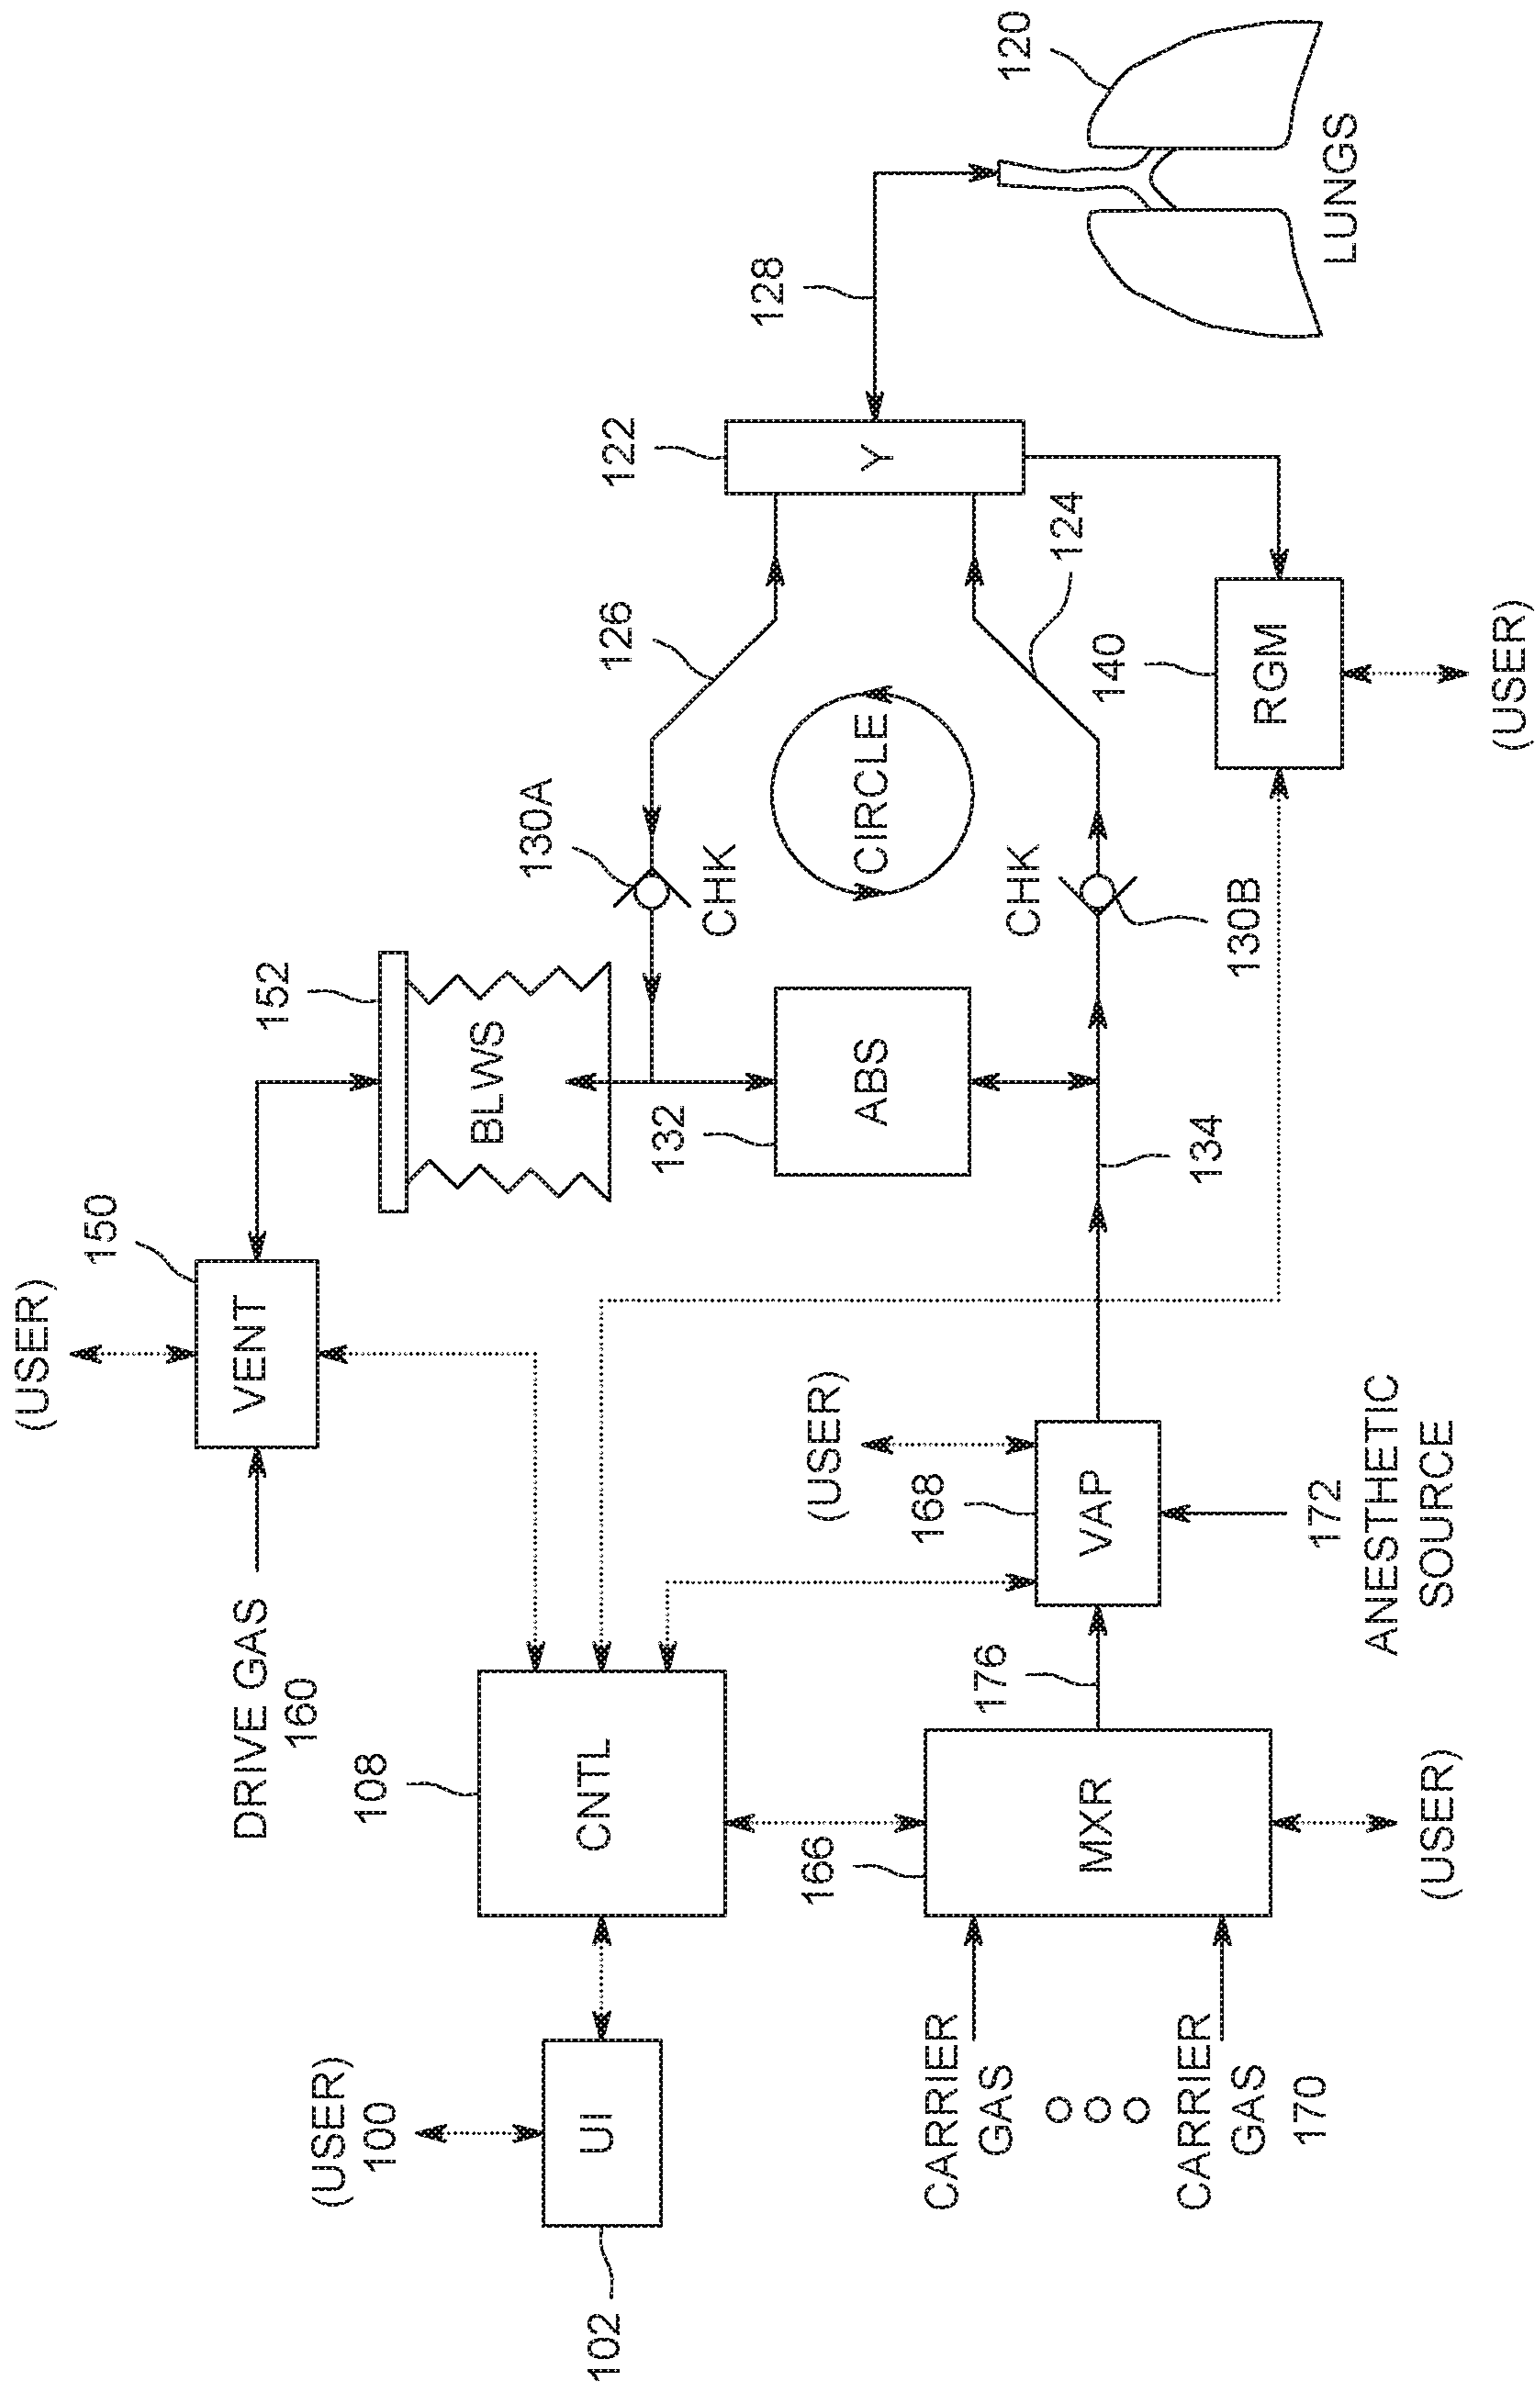 (USER)
100
UI
102
CARRIER
GAS
CARRIER
GAS
170
DRIVE GAS
160
108
CNTL
166
MXR
(USER)
176
(USER)
150
VENT
(USER)
168
VAP
172
ANESTHETIC
SOURCE
152
BLWS
132
ABS
134
130A
CHK
CIRCLE
CHK
130B
126
124
140
RGM
(USER)
122
Y
128
120
LUNGS